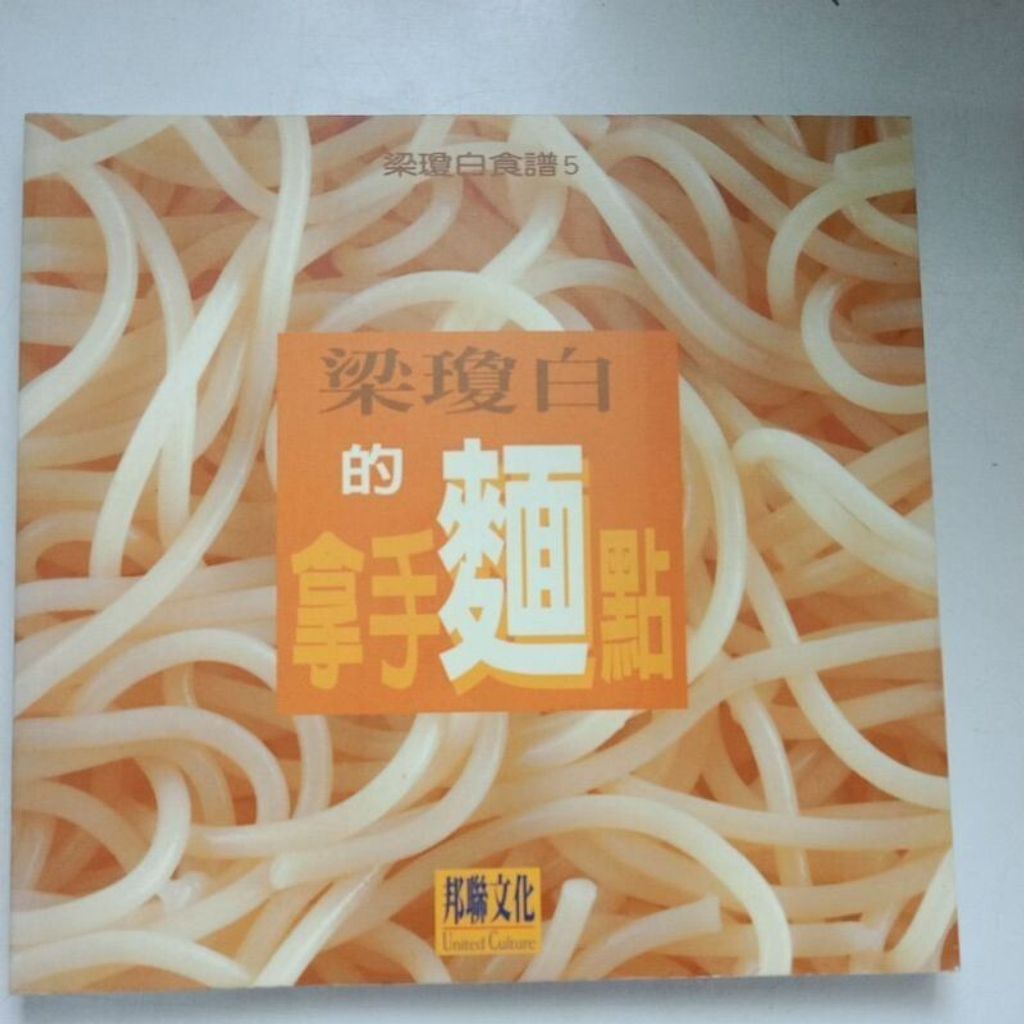 梁瓊白食譜5
梁瓊白
的
拿手麵點
邦聯文化
United Culture